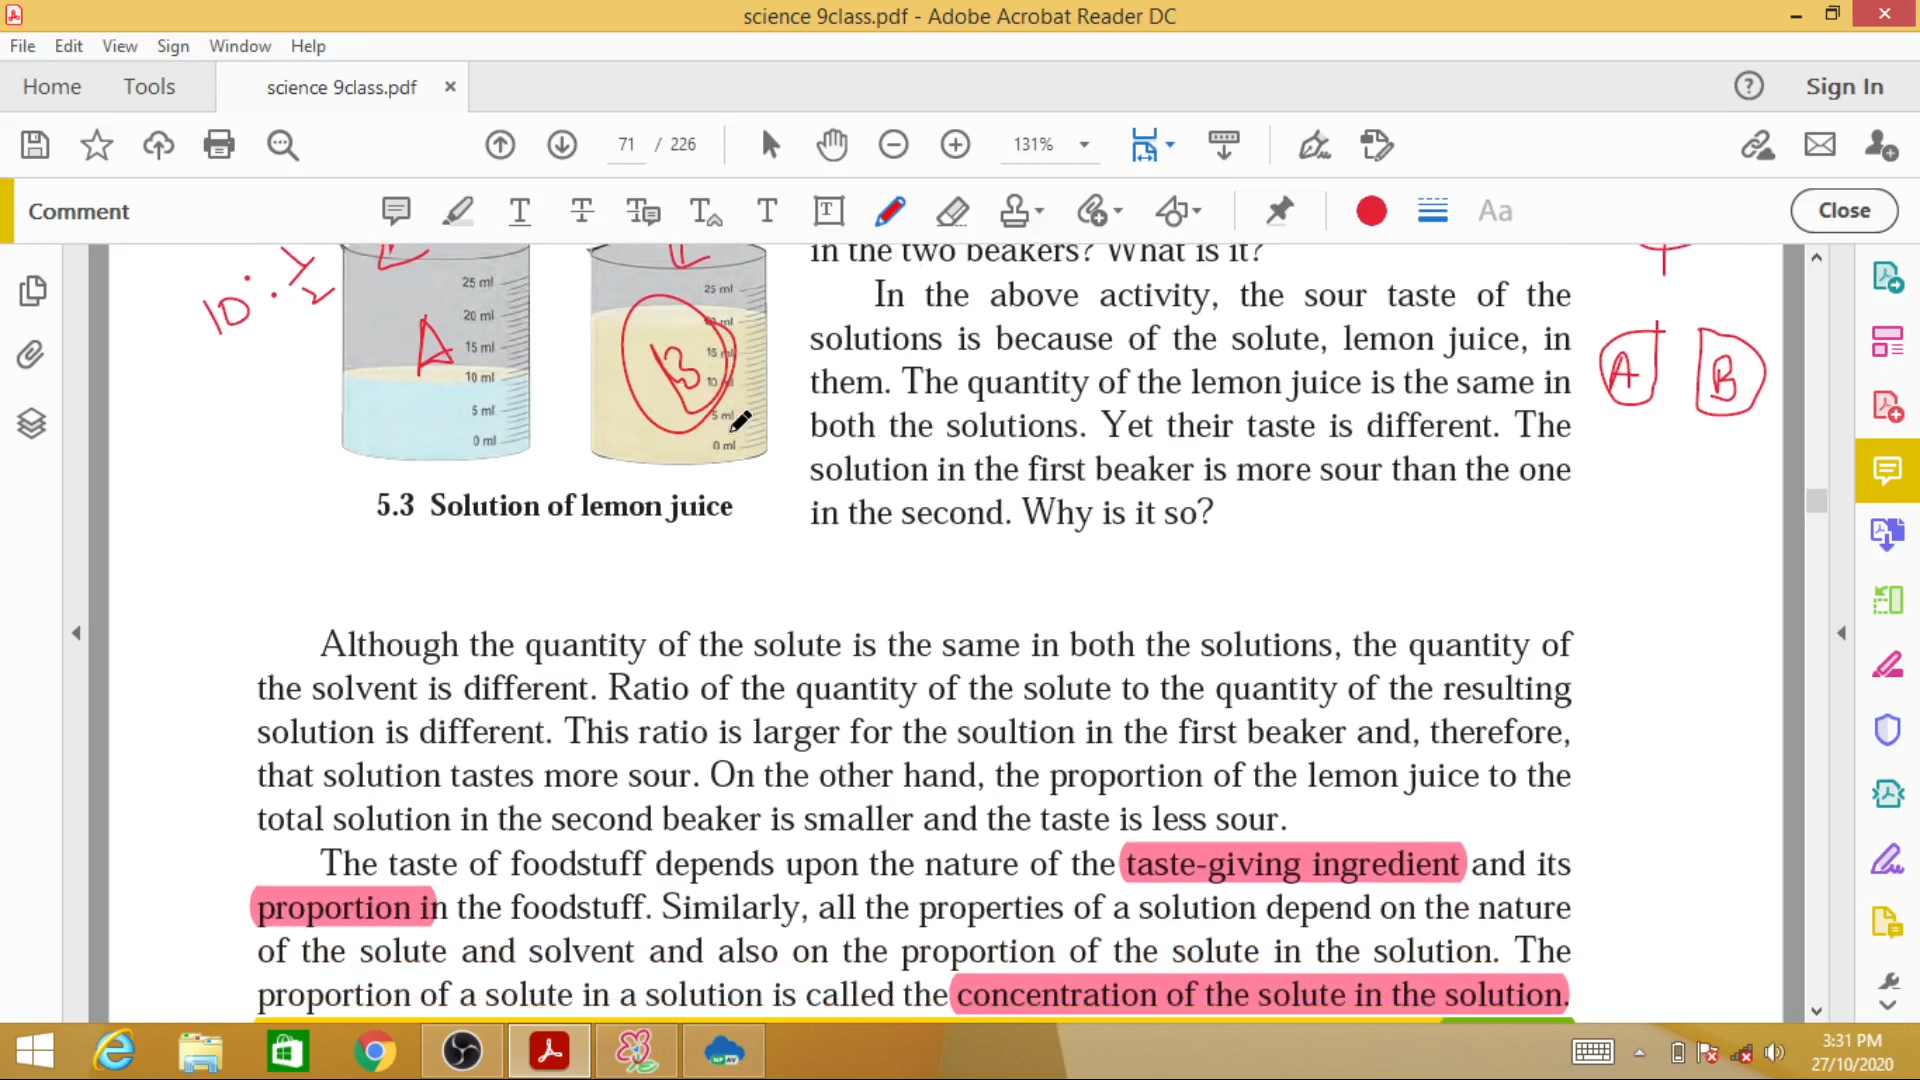 science 9class.pdf - Adobe Acrobat Reader DC
File Edit View Sign Window Help
Home Tools science 9class.pdf × Sign In
71 / 226 131%
Comment Aa Close
in the two beakers? What is it?
10 :
25 ml
20 ml
15 ml
10 ml
5 ml
0 ml
A
25 ml
15 ml
10 ml
5 ml
0 ml
B
5.3 Solution of lemon juice
In the above activity, the sour taste of the
solutions is because of the solute, lemon juice, in
them. The quantity of the lemon juice is the same in
both the solutions. Yet their taste is different. The
solution in the first beaker is more sour than the one
in the second. Why is it so?
A B
Although the quantity of the solute is the same in both the solutions, the quantity of
the solvent is different. Ratio of the quantity of the solute to the quantity of the resulting
solution is different. This ratio is larger for the soultion in the first beaker and, therefore,
that solution tastes more sour. On the other hand, the proportion of the lemon juice to the
total solution in the second beaker is smaller and the taste is less sour.
The taste of foodstuff depends upon the nature of the taste-giving ingredient and its
proportion in the foodstuff. Similarly, all the properties of a solution depend on the nature
of the solute and solvent and also on the proportion of the solute in the solution. The
proportion of a solute in a solution is called the concentration of the solute in the solution.
3:31 PM
27/10/2020